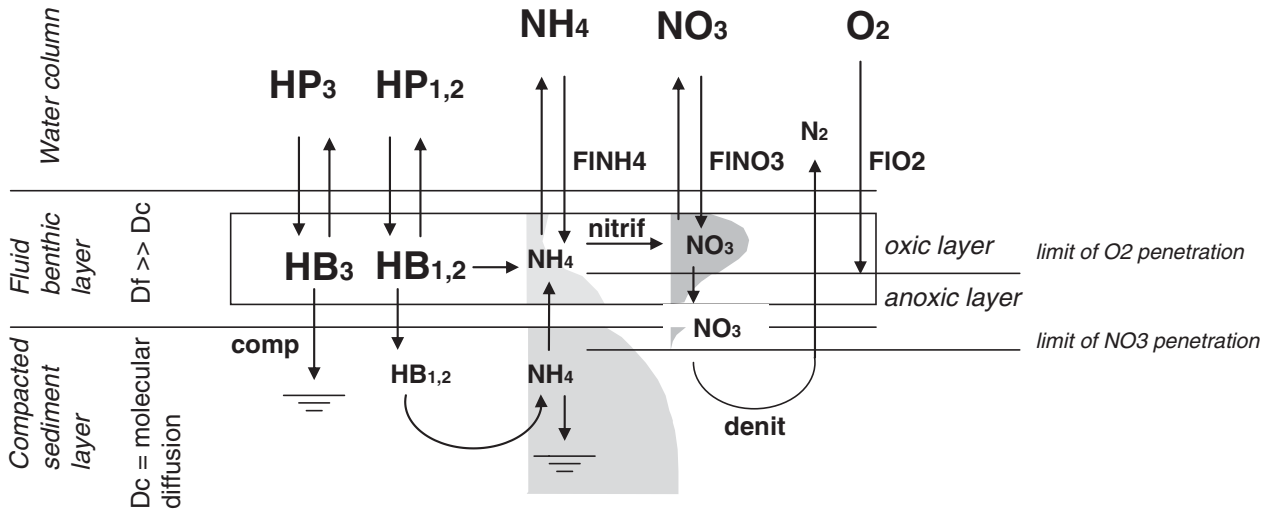 NH4 NO3 O2
HP3 HP1,2
Water column
N2
FINH4 FINO3 FIO2
Fluid
benthic
layer
Df >> Dc
nitrif
HB3 HB1,2 NH4 NO3
oxic layer
limit of O2 penetration
anoxic layer
NO3
comp
limit of NO3 penetration
HB1,2 NH4
denit
Compacted
sediment
layer
Dc = molecular
diffusion